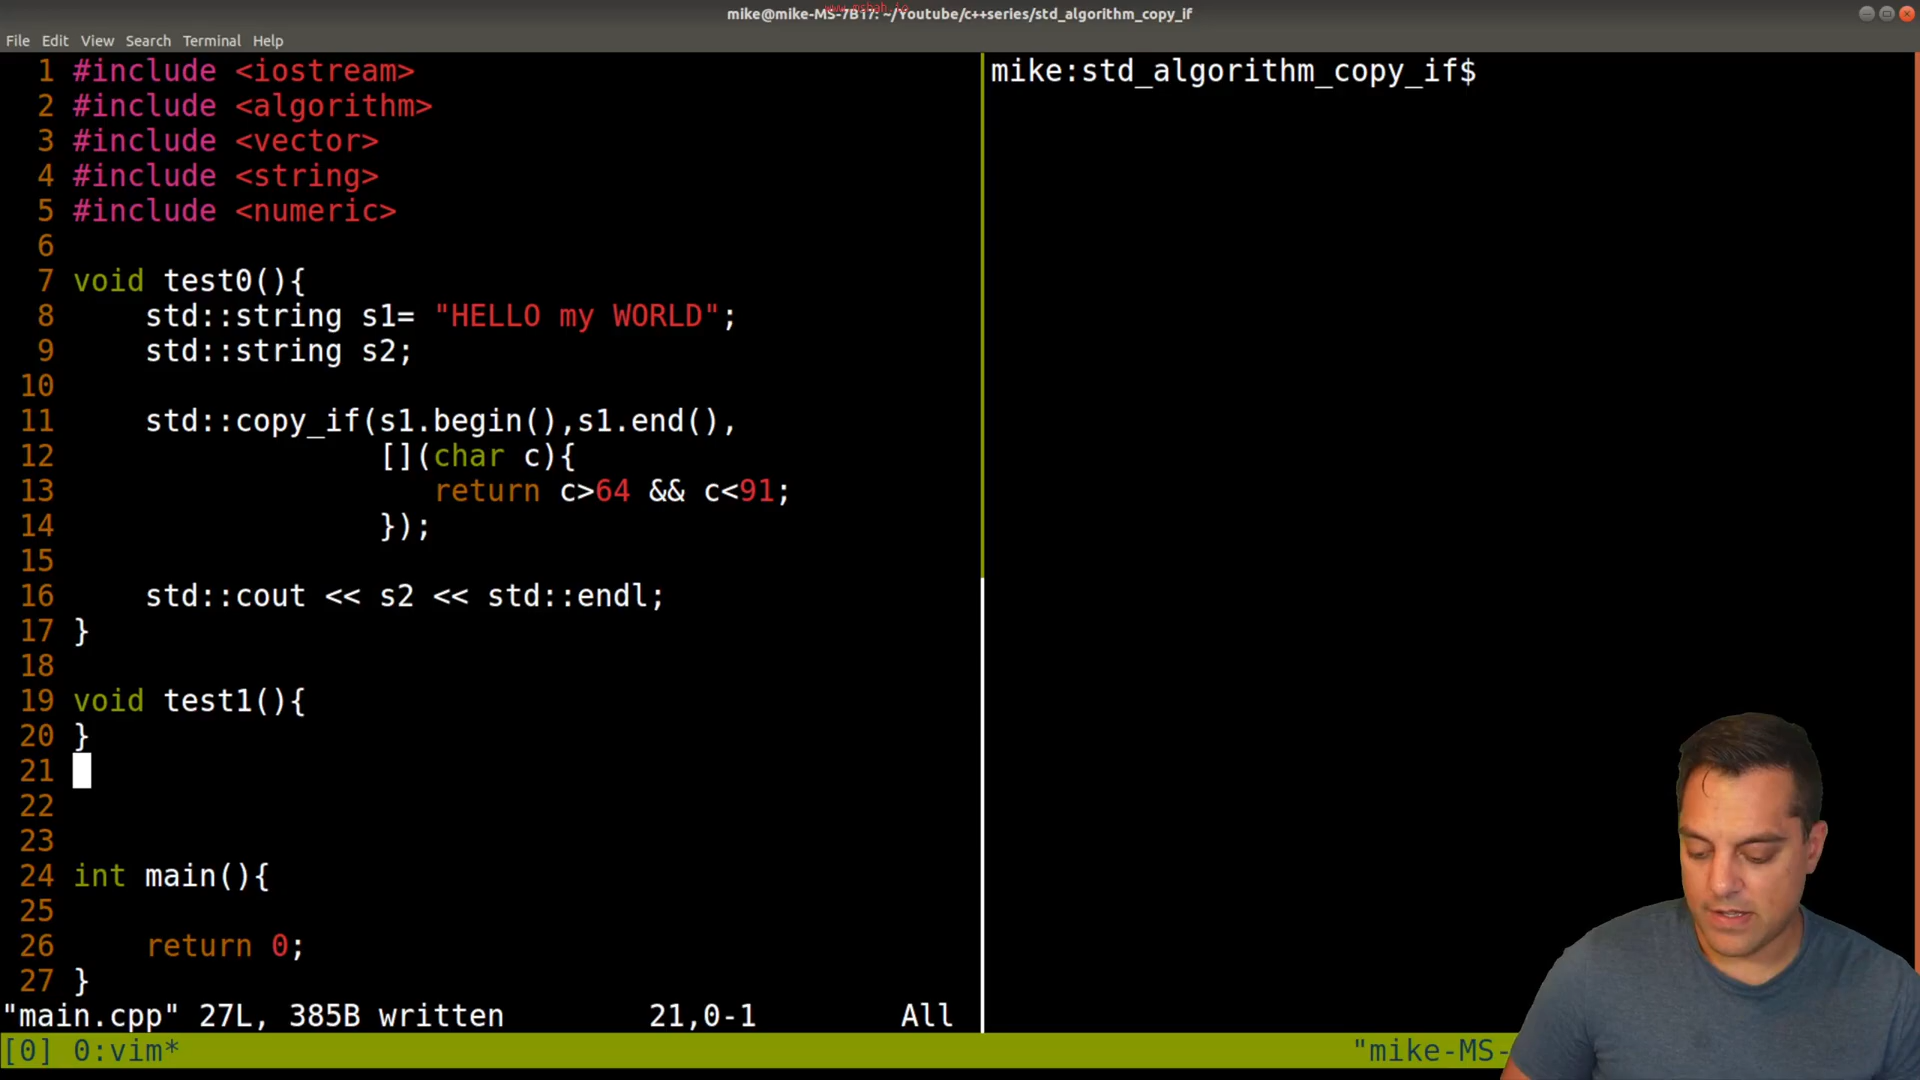 www.msbah.ie
mike@mike-MS-7B17: ~/Youtube/c++series/std_algorithm_copy_if
File Edit View Search Terminal Help
1 #include <iostream>
2 #include <algorithm>
3 #include <vector>
4 #include <string>
5 #include <numeric>
6
7 void test0(){
8 std::string s1= "HELLO my WORLD";
9 std::string s2;
10
11 std::copy_if(s1.begin(),s1.end(),
12 [](char c){
13 return c>64 && c<91;
14 });
15
16 std::cout << s2 << std::endl;
17 }
18
19 void test1(){
20 }
21
22
23
24 int main(){
25
26 return 0;
27 }
"main.cpp" 27L, 385B written 21,0-1 All
mike:std_algorithm_copy_if$
[0] 0:vim* "mike-MS-